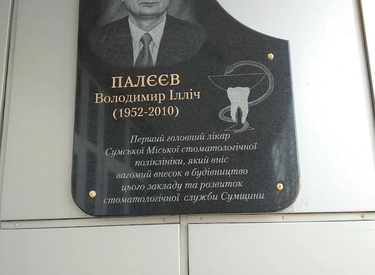 ПАЛЄЄВ
Володимир Ілліч
(1952-2010)
Перший головний лікар
Сумської Міської стоматологічної
поліклініки, який вніс
вагомий внесок в будівництво
цього закладу та розвиток
стоматологічної служби Сумщини